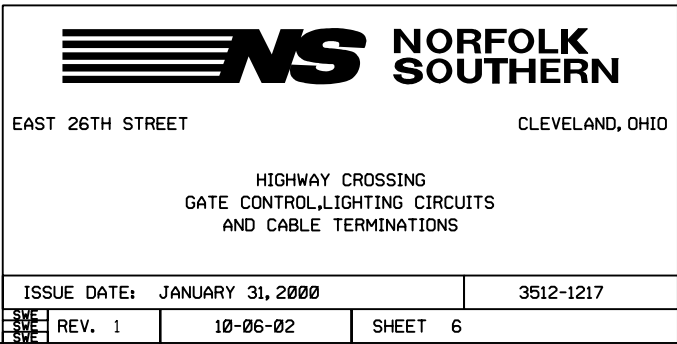 NS NORFOLK
SOUTHERN
EAST 26TH STREET CLEVELAND, OHIO
HIGHWAY CROSSING
GATE CONTROL,LIGHTING CIRCUITS
AND CABLE TERMINATIONS
ISSUE DATE: JANUARY 31, 2000 3512-1217
SWE
SWE REV. 1 10-06-02 SHEET 6
SWE